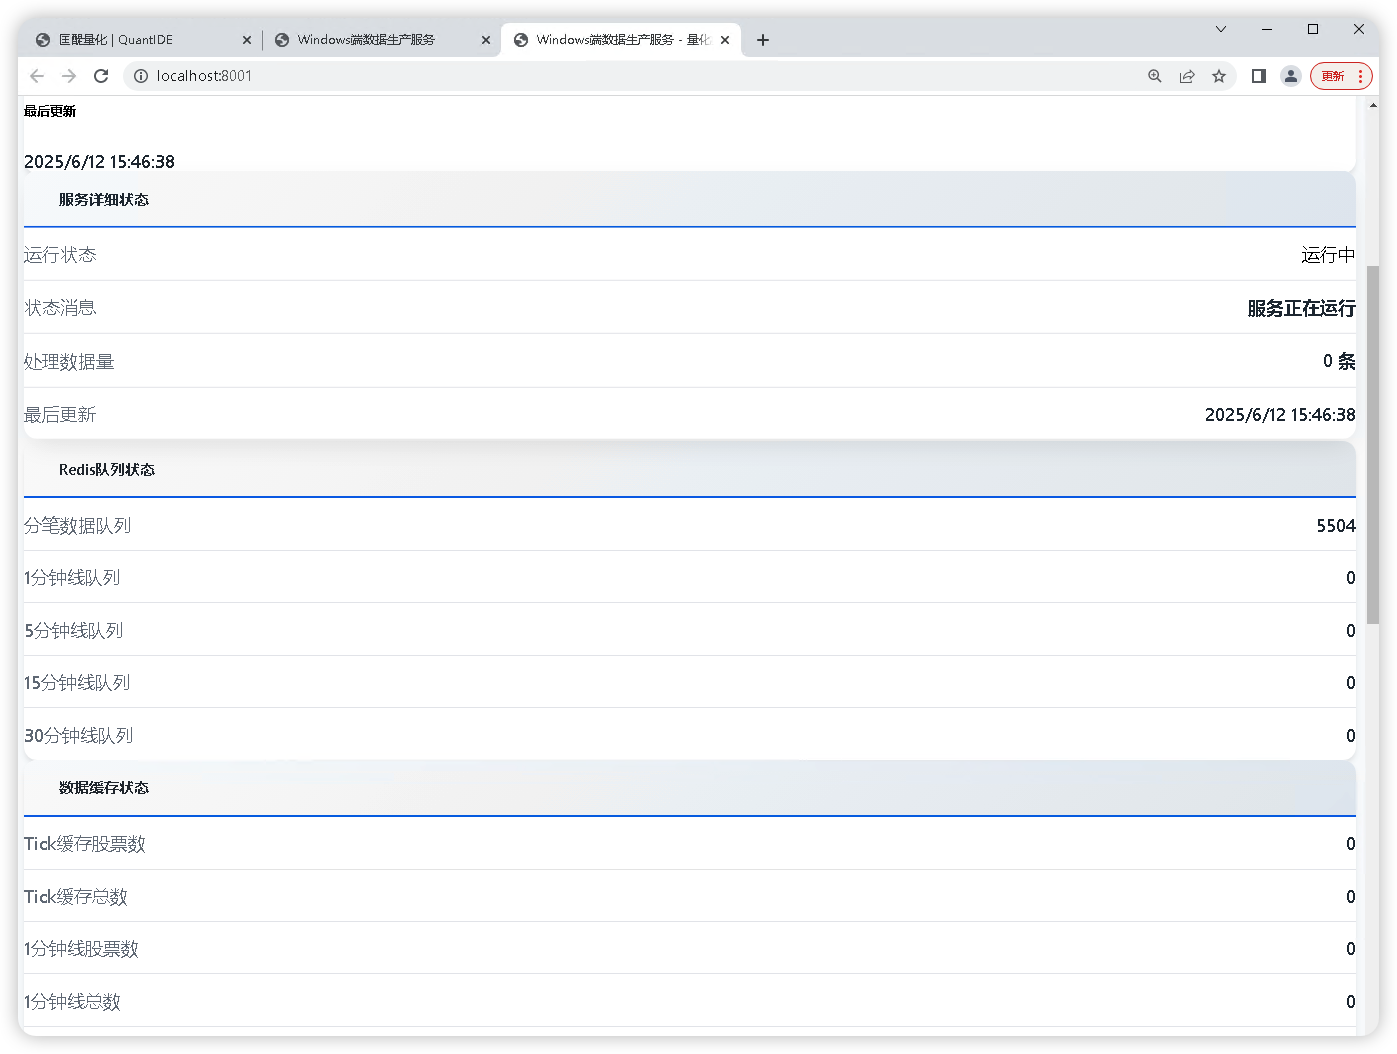 匡醍量化 | QuantIDE
Windows端数据生产服务
Windows端数据生产服务 - 量化
localhost:8001
更新
最后更新
2025/6/12 15:46:38
服务详细状态
运行状态 运行中
状态消息 服务正在运行
处理数据量 0 条
最后更新 2025/6/12 15:46:38
Redis队列状态
分笔数据队列 5504
1分钟线队列 0
5分钟线队列 0
15分钟线队列 0
30分钟线队列 0
数据缓存状态
Tick缓存股票数 0
Tick缓存总数 0
1分钟线股票数 0
1分钟线总数 0